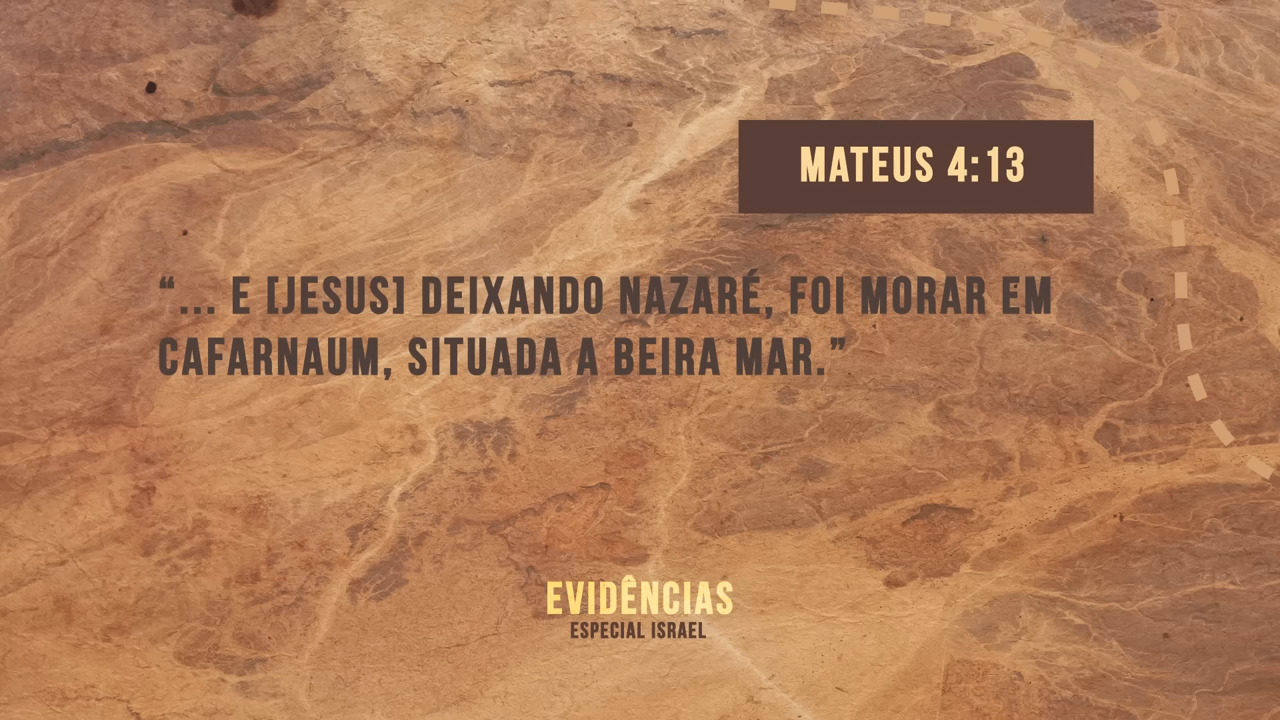 MATEUS 4:13
“... E [JESUS] DEIXANDO NAZARÉ, FOI MORAR EM
CAFARNAUM, SITUADA A BEIRA MAR.”
EVIDÊNCIAS
ESPECIAL ISRAEL